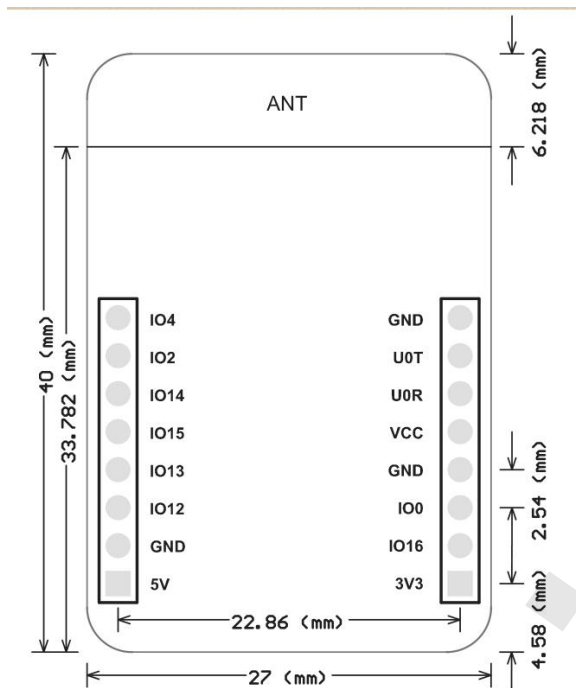 ANT
6.218 (mm)
40 (mm)
33.782 (mm)
IO4 GND
IO2 U0T
IO14 U0R
IO15 VCC
IO13 GND
IO12 IO0
GND IO16
5V 3V3
2.54 (mm)
22.86 (mm)
4.58 (mm)
27 (mm)